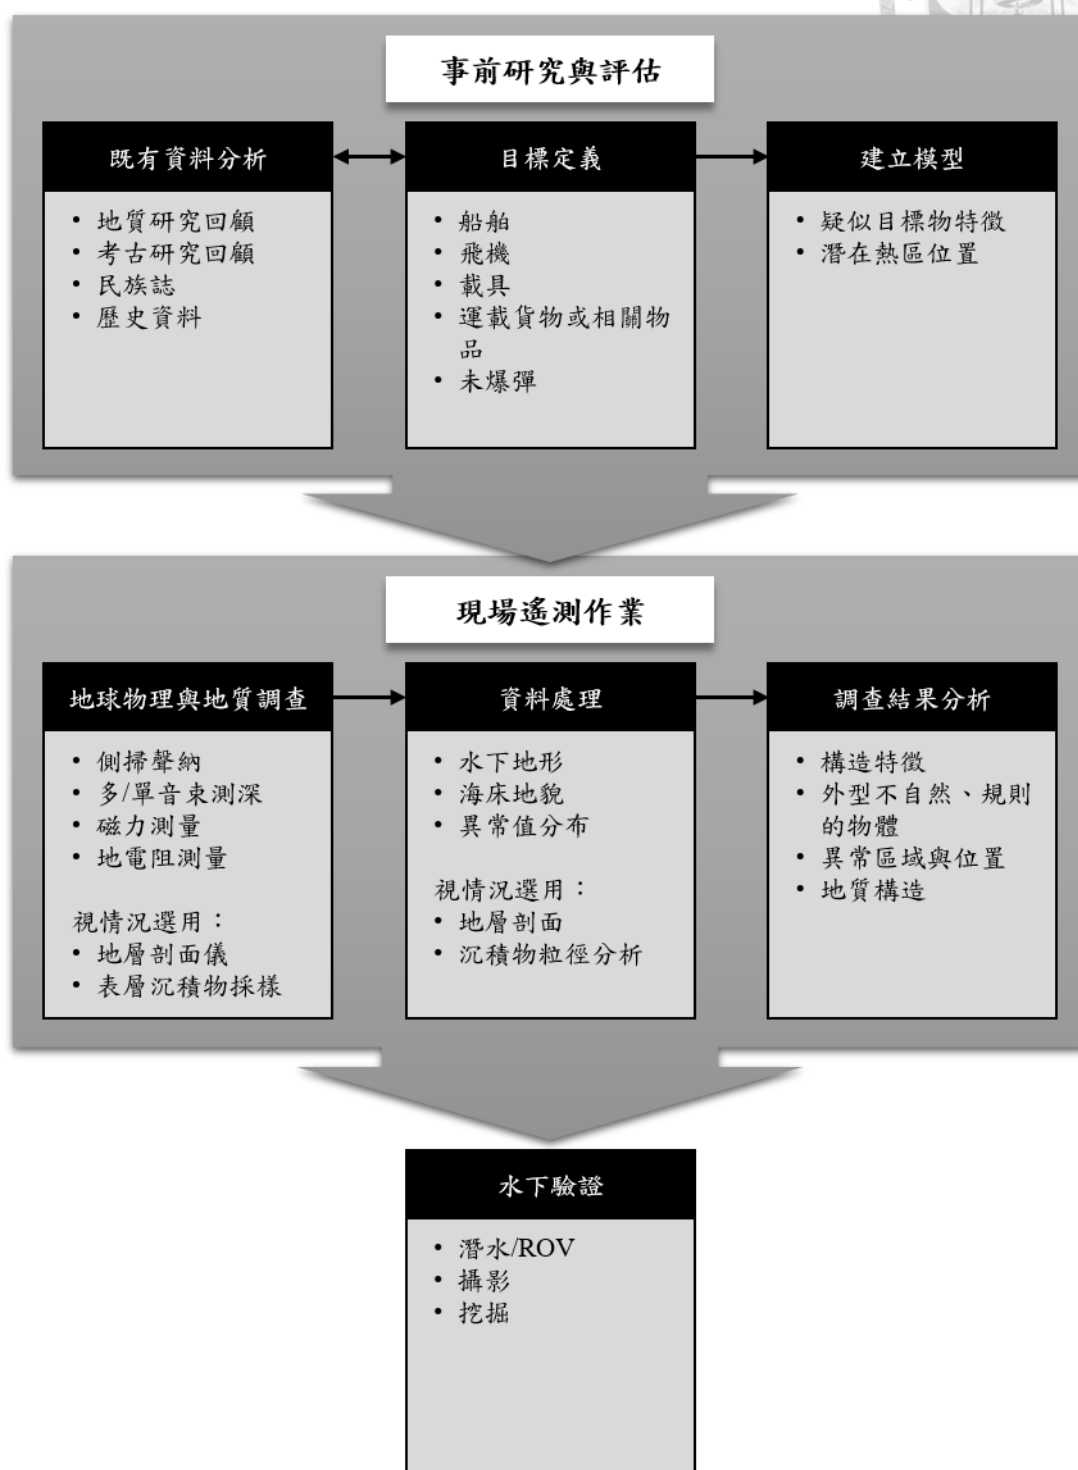 事前研究與評估
既有資料分析
• 地質研究回顧
• 考古研究回顧
• 民族誌
• 歷史資料
目標定義
• 船舶
• 飛機
• 載具
• 運載貨物或相關物
品
• 未爆彈
建立模型
• 疑似目標物特徵
• 潛在熱區位置
現場遙測作業
地球物理與地質調查
• 側掃聲納
• 多/單音束測深
• 磁力測量
• 地電阻測量
視情況選用：
• 地層剖面儀
• 表層沉積物採樣
資料處理
• 水下地形
• 海床地貌
• 異常值分布
視情況選用：
• 地層剖面
• 沉積物粒徑分析
調查結果分析
• 構造特徵
• 外型不自然、規則
的物體
• 異常區域與位置
• 地質構造
水下驗證
• 潛水/ROV
• 攝影
• 挖掘